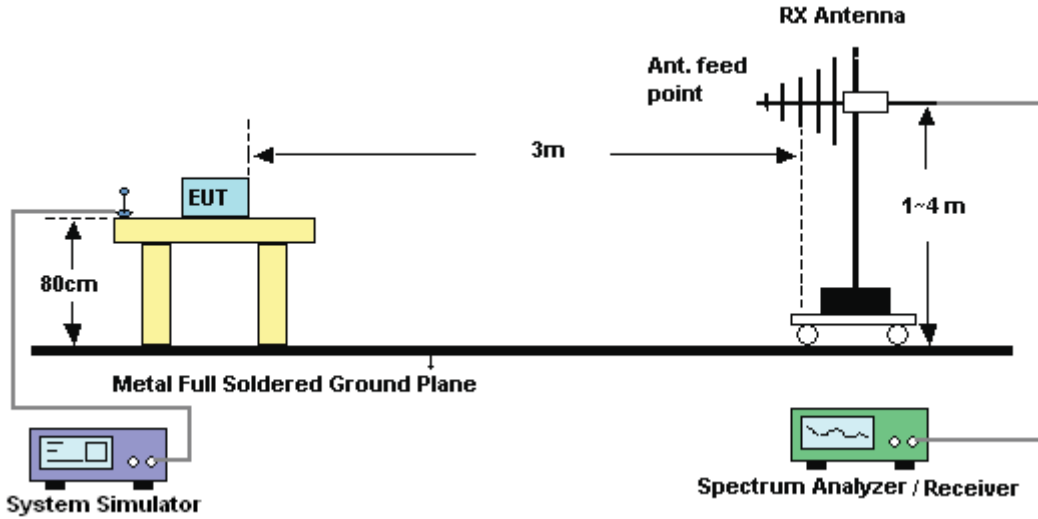 RX Antenna
Ant. feed
point
3m
EUT
1~4 m
80cm
Metal Full Soldered Ground Plane
System Simulator
Spectrum Analyzer / Receiver